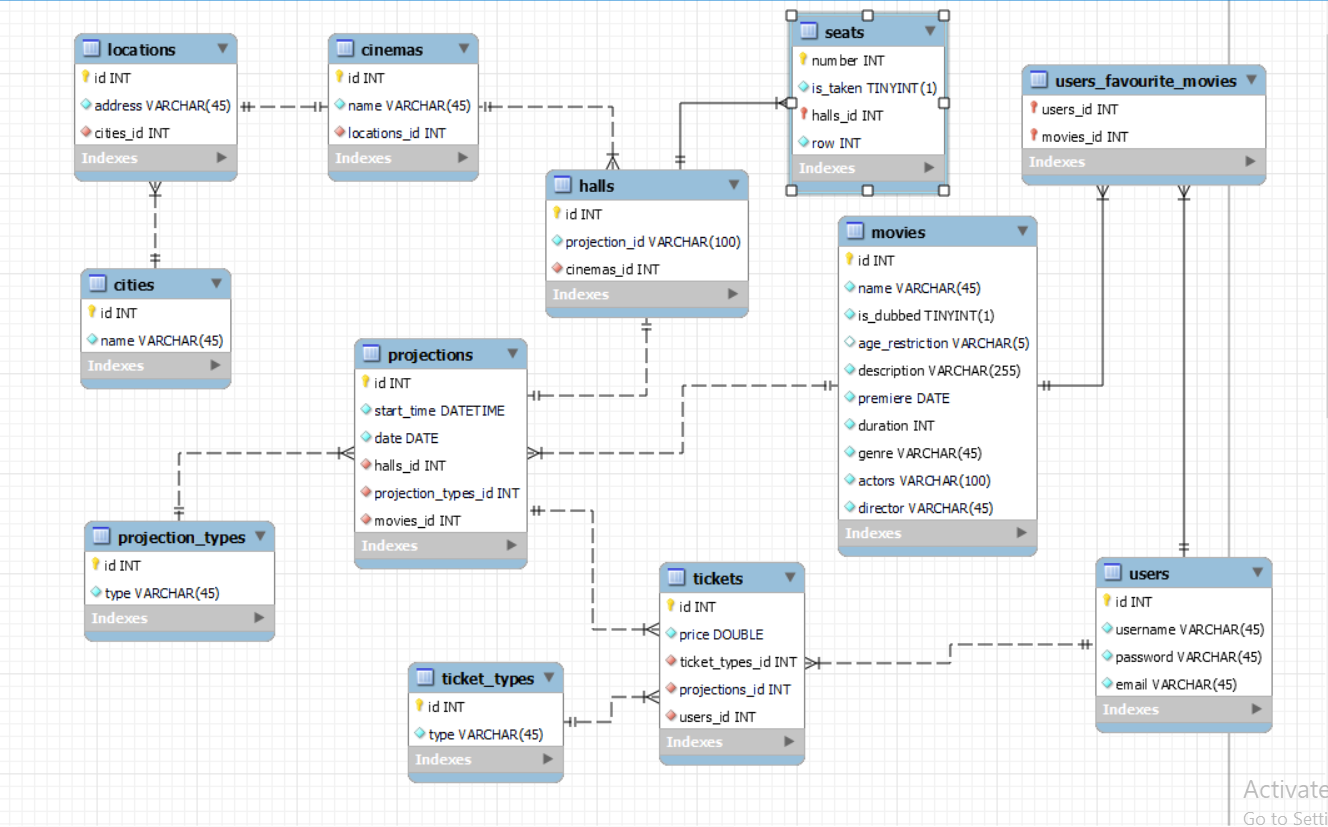 locations
id INT
address VARCHAR(45)
cities_id INT
Indexes
cinemas
id INT
name VARCHAR(45)
locations_id INT
Indexes
seats
number INT
is_taken TINYINT(1)
halls_id INT
row INT
Indexes
users_favourite_movies
users_id INT
movies_id INT
Indexes
halls
id INT
projection_id VARCHAR(100)
cinemas_id INT
Indexes
movies
id INT
name VARCHAR(45)
is_dubbed TINYINT(1)
age_restriction VARCHAR(5)
description VARCHAR(255)
premiere DATE
duration INT
genre VARCHAR(45)
actors VARCHAR(100)
director VARCHAR(45)
Indexes
cities
id INT
name VARCHAR(45)
Indexes
projections
id INT
start_time DATETIME
date DATE
halls_id INT
projection_types_id INT
movies_id INT
Indexes
projection_types
id INT
type VARCHAR(45)
Indexes
tickets
id INT
price DOUBLE
ticket_types_id INT
projections_id INT
users_id INT
Indexes
users
id INT
username VARCHAR(45)
password VARCHAR(45)
email VARCHAR(45)
Indexes
ticket_types
id INT
type VARCHAR(45)
Indexes
Activate
Go to Setti